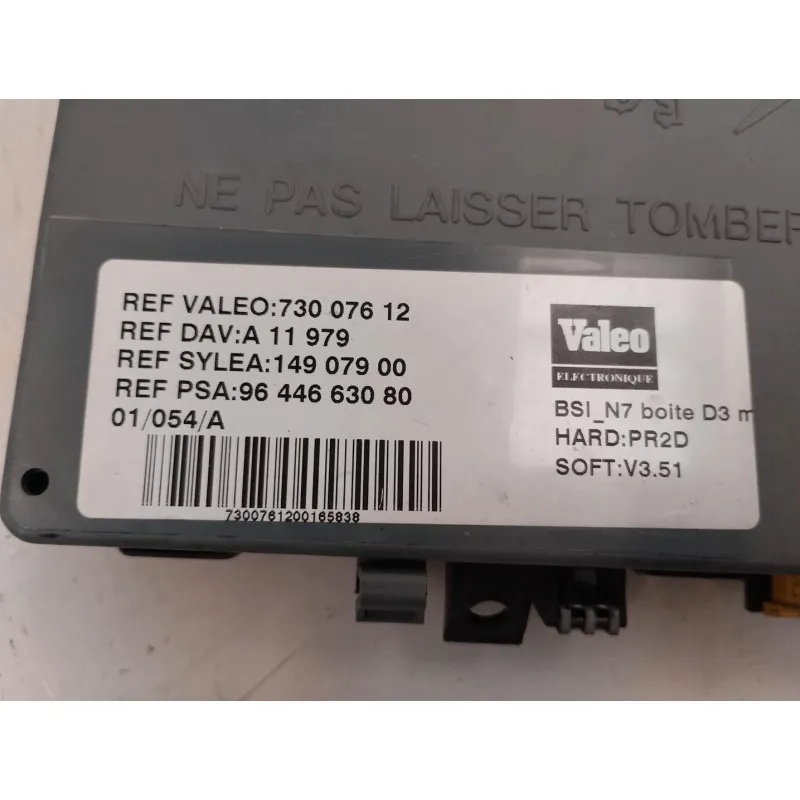 NE PAS LAISSER TOMBER
REF VALEO:730 076 12
REF DAV:A 11 979
REF SYLEA:149 079 00
REF PSA:96 446 630 80
01/054/A
7300761200165838
Valeo
ELECTRONIQUE
BSI_N7 boite D3 m
HARD:PR2D
SOFT:V3.51